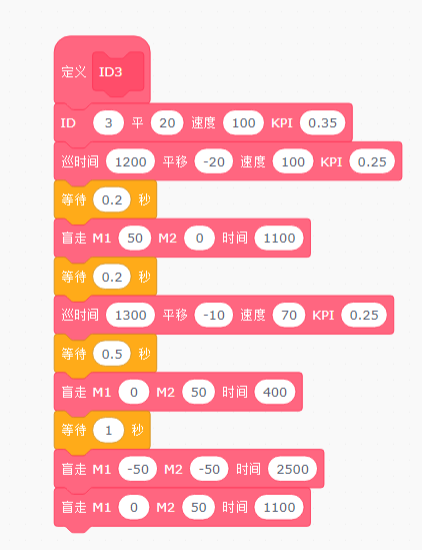 定义 ID3
ID 3 平 20 速度 100 KPI 0.35
巡时间 1200 平移 -20 速度 100 KPI 0.25
等待 0.2 秒
盲走 M1 50 M2 0 时间 1100
等待 0.2 秒
巡时间 1300 平移 -10 速度 70 KPI 0.25
等待 0.5 秒
盲走 M1 0 M2 50 时间 400
等待 1 秒
盲走 M1 -50 M2 -50 时间 2500
盲走 M1 0 M2 50 时间 1100